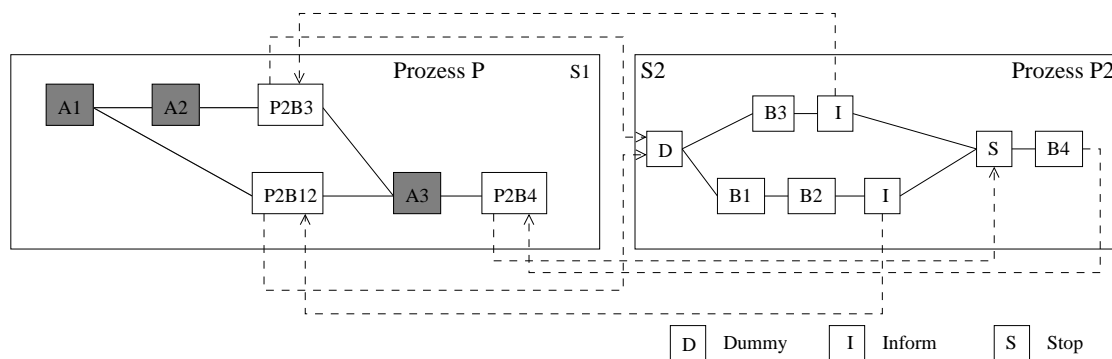 Prozess P S1
S2 Prozess P2
A1 A2 P2B3
B3 I
D S B4
P2B12 A3 P2B4
B1 B2 I
D Dummy I Inform S Stop